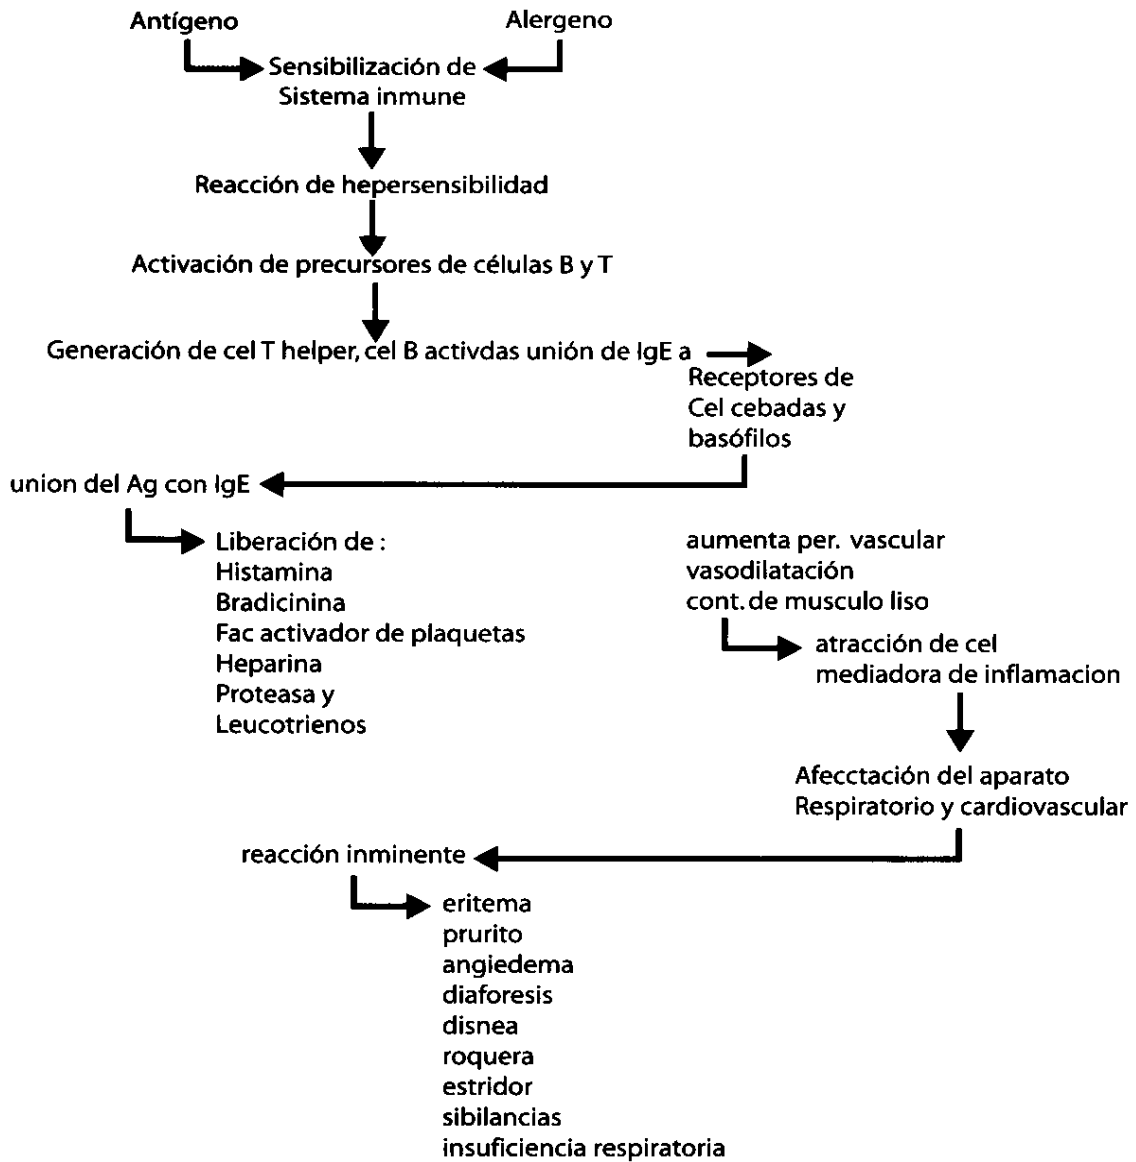 Antígeno
Alergeno
Sensibilización de
Sistema inmune
Reacción de hepersensibilidad
Activación de precursores de células B y T
Generación de cel T helper, cel B activdas unión de IgE a
Receptores de
Cel cebadas y
basófilos
union del Ag con IgE
Liberación de :
Histamina
Bradicinina
Fac activador de plaquetas
Heparina
Proteasa y
Leucotrienos
aumenta per. vascular
vasodilatación
cont. de musculo liso
atracción de cel
mediadora de inflamacion
Afecctación del aparato
Respiratorio y cardiovascular
reacción inminente
eritema
prurito
angiedema
diaforesis
disnea
roquera
estridor
sibilancias
insuficiencia respiratoria